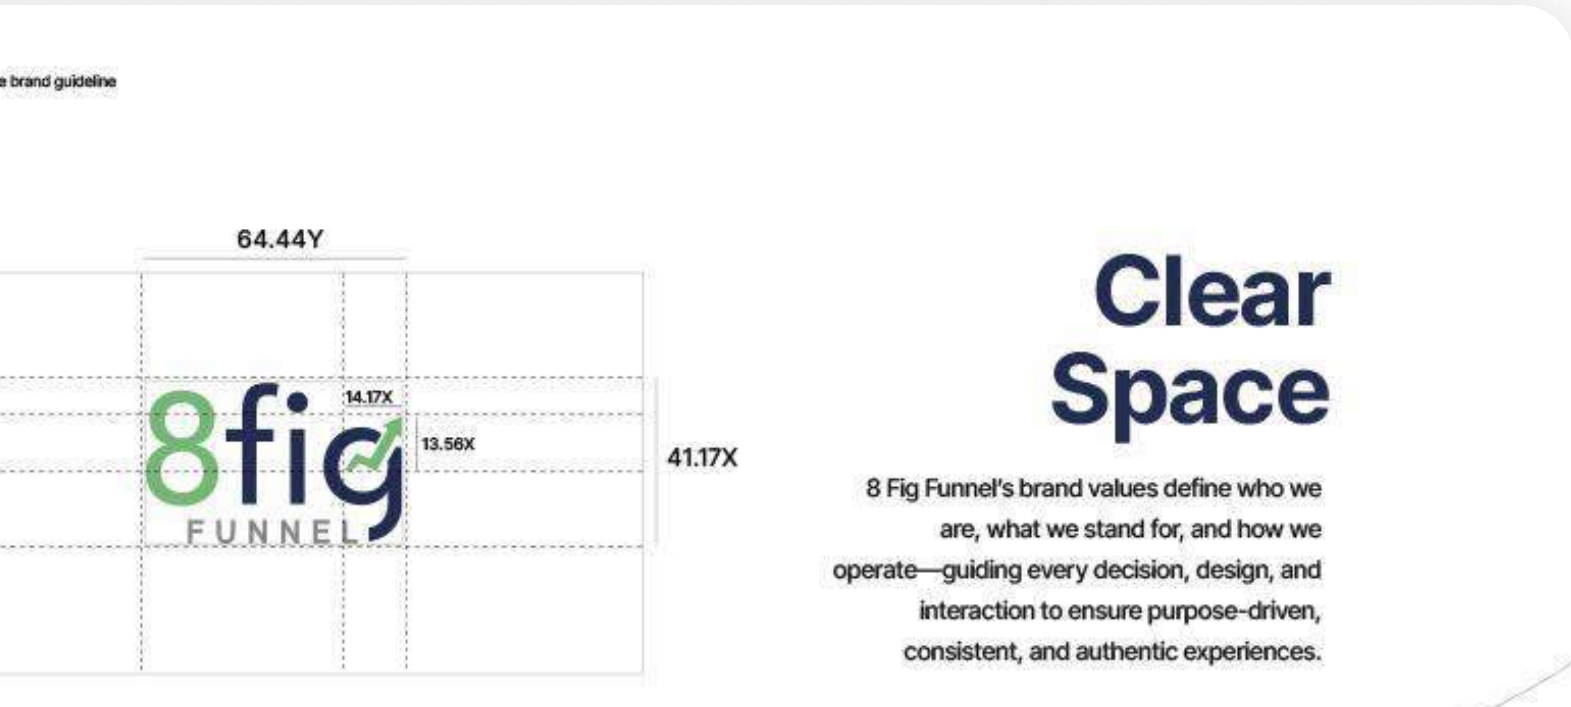 e brand guideline
64.44Y
14.17X
8fig
13.56X
41.17X
FUNNEL
Clear
Space
8 Fig Funnel's brand values define who we
are, what we stand for, and how we
operate—guiding every decision, design, and
interaction to ensure purpose-driven,
consistent, and authentic experiences.